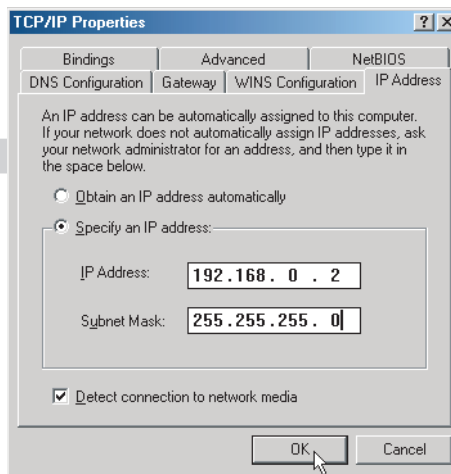 TCP/IP Properties
Bindings Advanced NetBIOS
DNS Configuration Gateway WINS Configuration IP Address
An IP address can be automatically assigned to this computer.
If your network does not automatically assign IP addresses, ask
your network administrator for an address, and then type it in
the space below.
Obtain an IP address automatically
Specify an IP address:
IP Address: 192.168. 0 . 2
Subnet Mask: 255.255.255. 0
Detect connection to network media
OK Cancel